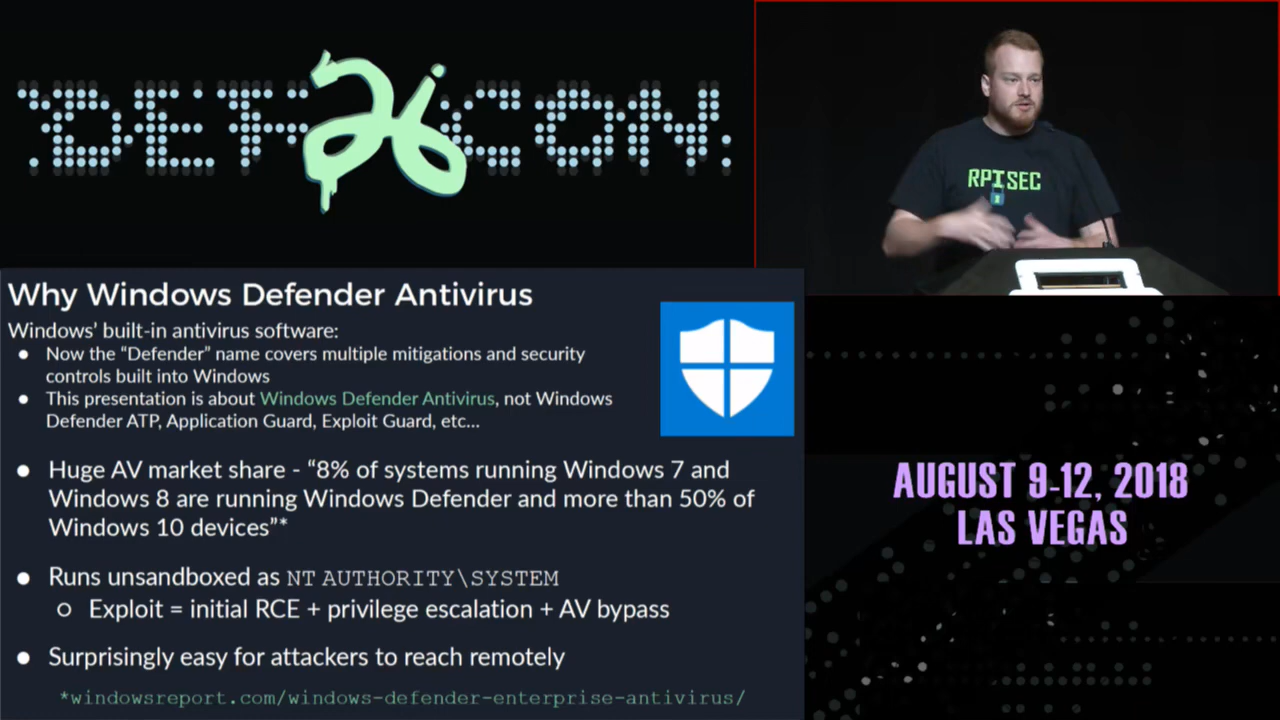 DEF CON
26
RPISEC
Why Windows Defender Antivirus
Windows’ built-in antivirus software:
● Now the “Defender” name covers multiple mitigations and security
controls built into Windows
● This presentation is about Windows Defender Antivirus, not Windows
Defender ATP, Application Guard, Exploit Guard, etc...
● Huge AV market share - “8% of systems running Windows 7 and
Windows 8 are running Windows Defender and more than 50% of
Windows 10 devices”*
● Runs unsandboxed as NT AUTHORITY\SYSTEM
○ Exploit = initial RCE + privilege escalation + AV bypass
● Surprisingly easy for attackers to reach remotely
*windowsreport.com/windows-defender-enterprise-antivirus/
AUGUST 9-12, 2018
LAS VEGAS